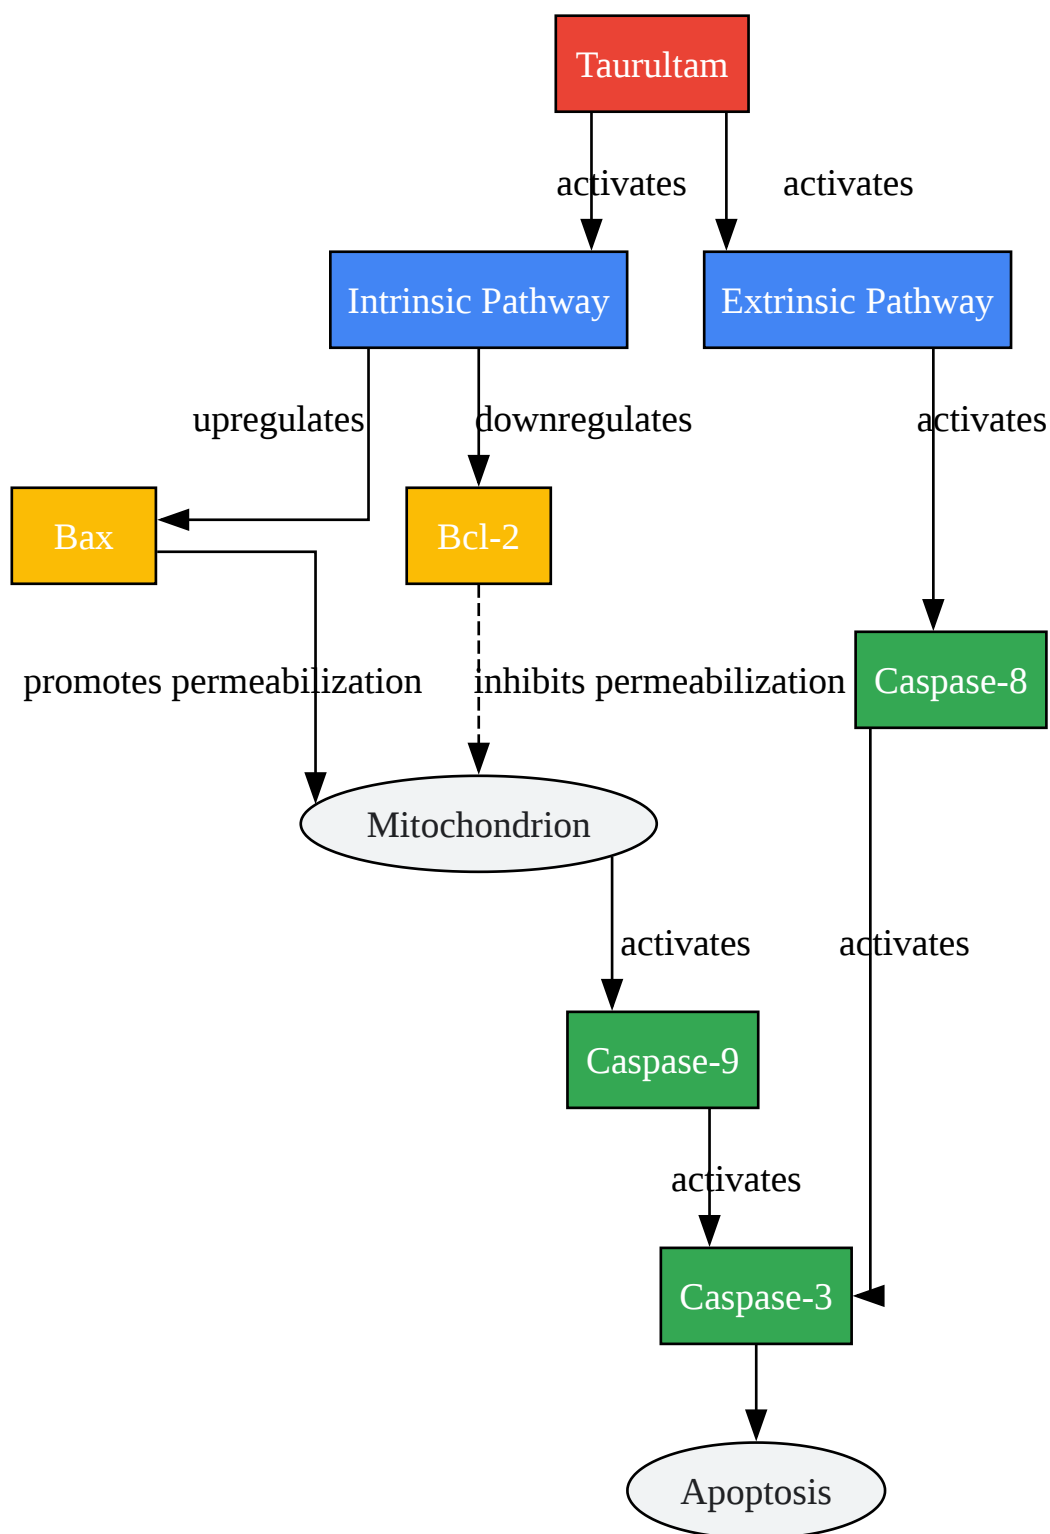 Taurultam
activates
activates
Intrinsic Pathway
Extrinsic Pathway
upregulates
downregulates
activates
Bax
Bcl-2
promotes permeabilization
inhibits permeabilization
Caspase-8
Mitochondrion
activates
activates
Caspase-9
activates
Caspase-3
Apoptosis